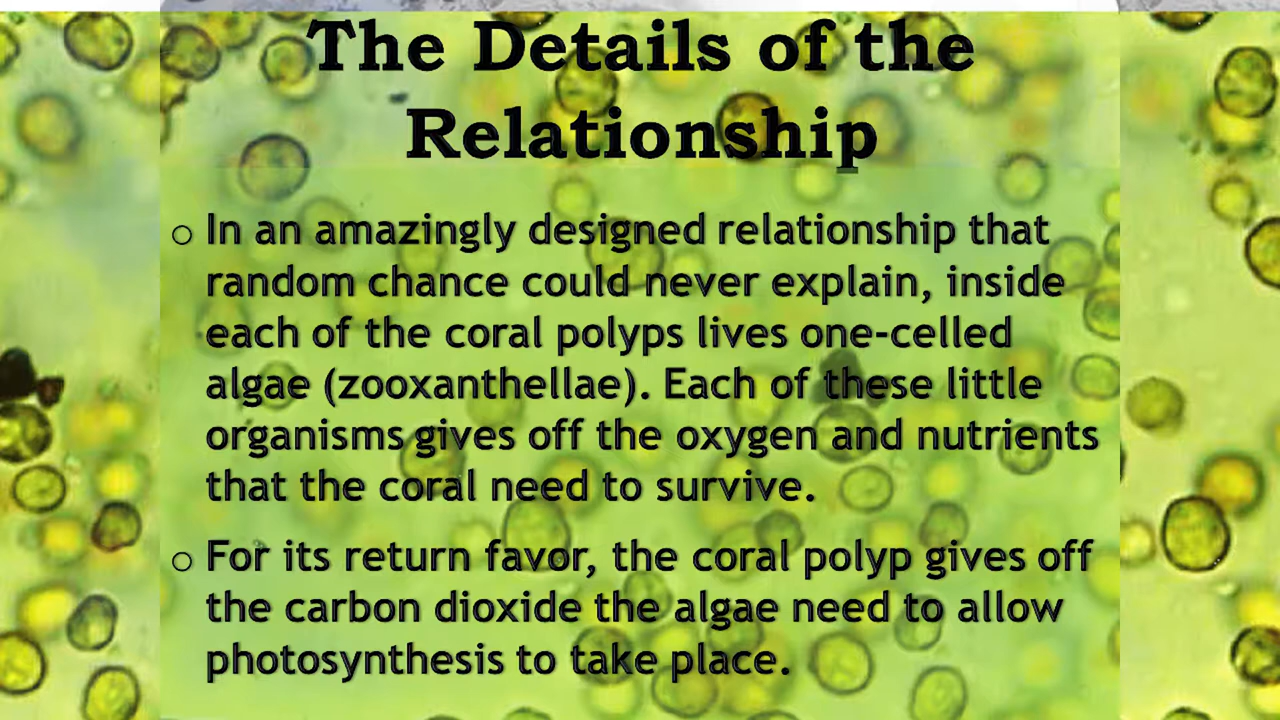 The Details of the
Relationship
○ In an amazingly designed relationship that
random chance could never explain, inside
each of the coral polyps lives one-celled
algae (zooxanthellae). Each of these little
organisms gives off the oxygen and nutrients
that the coral need to survive.
○ For its return favor, the coral polyp gives off
the carbon dioxide the algae need to allow
photosynthesis to take place.